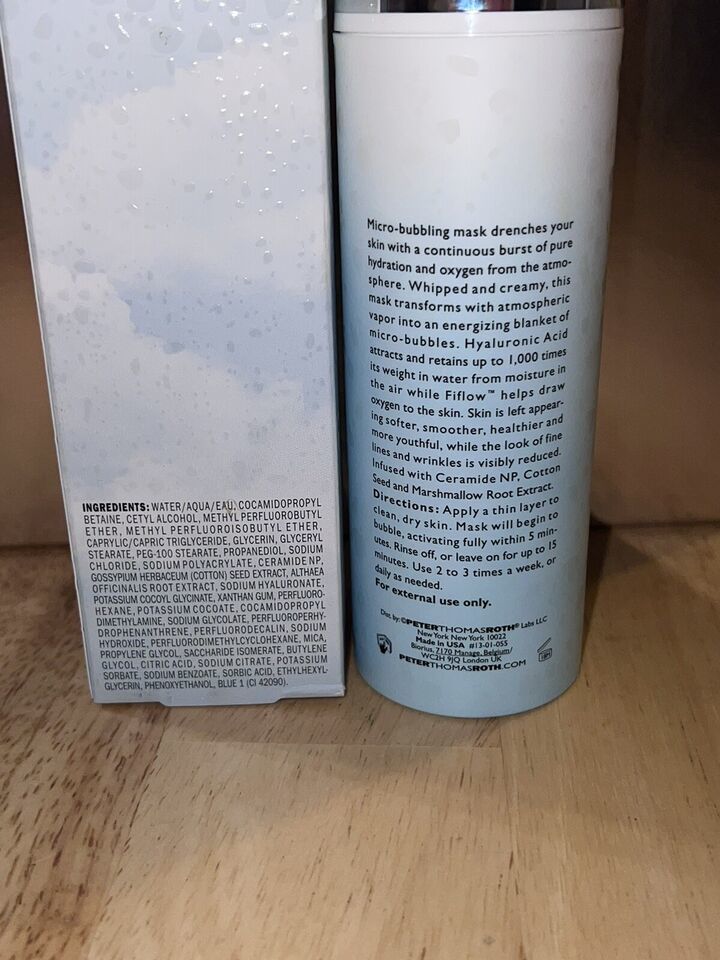 INGREDIENTS: WATER/AQUA/EAU, COCAMIDOPROPYL
BETAINE, CETYL ALCOHOL, METHYL PERFLUOROBUTYL
ETHER, METHYL PERFLUOROISOBUTYL ETHER,
CAPRYLIC/CAPRIC TRIGLYCERIDE, GLYCERIN, GLYCERYL
STEARATE, PEG-100 STEARATE, PROPANEDIOL, SODIUM
CHLORIDE, SODIUM POLYACRYLATE, CERAMIDE NP,
GOSSYPIUM HERBACEUM (COTTON) SEED EXTRACT, ALTHAEA
OFFICINALIS ROOT EXTRACT, SODIUM HYALURONATE,
POTASSIUM COCOYL GLYCINATE, XANTHAN GUM, PERFLUORO-
HEXANE, POTASSIUM COCOATE, COCAMIDOPROPYL
DIMETHYLAMINE, SODIUM GLYCOLATE, PERFLUOROPERHY-
DROPHENANTHRENE, PERFLUORODECALIN, SODIUM
HYDROXIDE, PERFLUORODIMETHYLCYCLOHEXANE, MICA,
PROPYLENE GLYCOL, SACCHARIDE ISOMERATE, BUTYLENE
GLYCOL, CITRIC ACID, SODIUM CITRATE, POTASSIUM
SORBATE, SODIUM BENZOATE, SORBIC ACID, ETHYLHEXYL-
GLYCERIN, PHENOXYETHANOL, BLUE 1 (CI 42090).
Micro-bubbling mask drenches your
skin with a continuous burst of pure
hydration and oxygen from the atmo-
sphere. Whipped and creamy, this
mask transforms with atmospheric
vapor into an energizing blanket of
micro-bubbles. Hyaluronic Acid
attracts and retains up to 1,000 times
its weight in water from moisture in
the air while Fiflow™ helps draw
oxygen to the skin. Skin is left appear-
ing softer, smoother, healthier and
more youthful, while the look of fine
lines and wrinkles is visibly reduced.
Infused with Ceramide NP, Cotton
Seed and Marshmallow Root Extract.
Directions: Apply a thin layer to
clean, dry skin. Mask will begin to
bubble, activating fully within 5 min-
utes. Rinse off, or leave on for up to 15
minutes. Use 2 to 3 times a week, or
daily as needed.
For external use only.
Dist. by: ©PETERTHOMASROTH® Labs LLC
New York New York 10022
Made in USA #13-01-055
Biorius, 7170 Manage, Belgium/
WC2H 9JQ London UK
PETERTHOMASROTH.COM